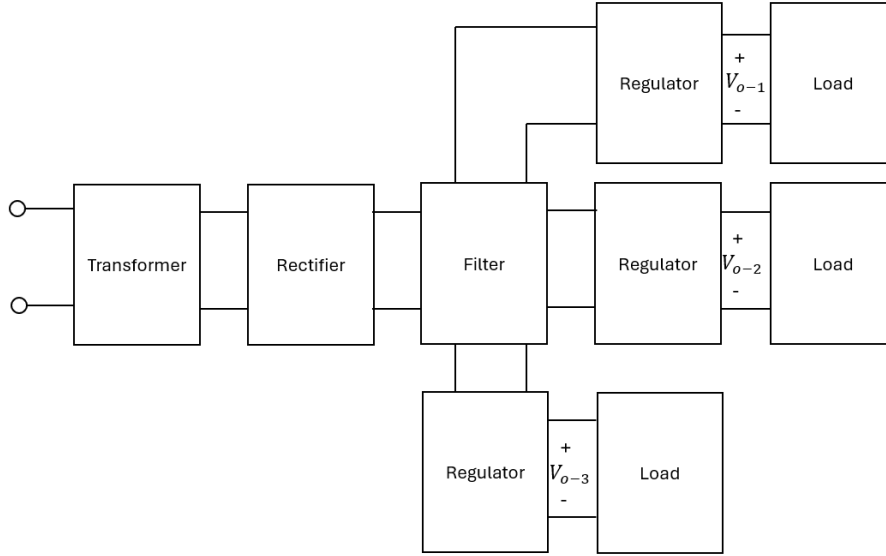 Regulator
+
V_{o-1}
-
Load
Transformer
Rectifier
Filter
Regulator
+
V_{o-2}
-
Load
Regulator
+
V_{o-3}
-
Load